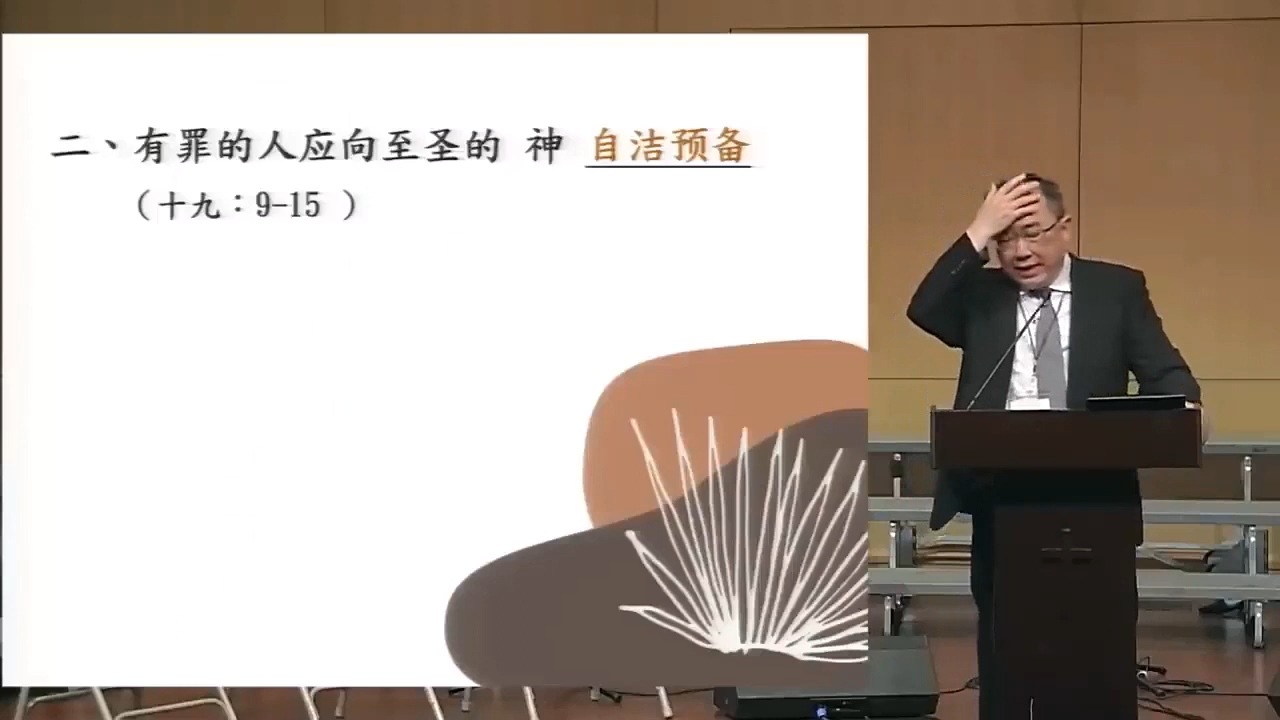 二、有罪的人应向至圣的 神 自洁预备
（十九：9-15 ）